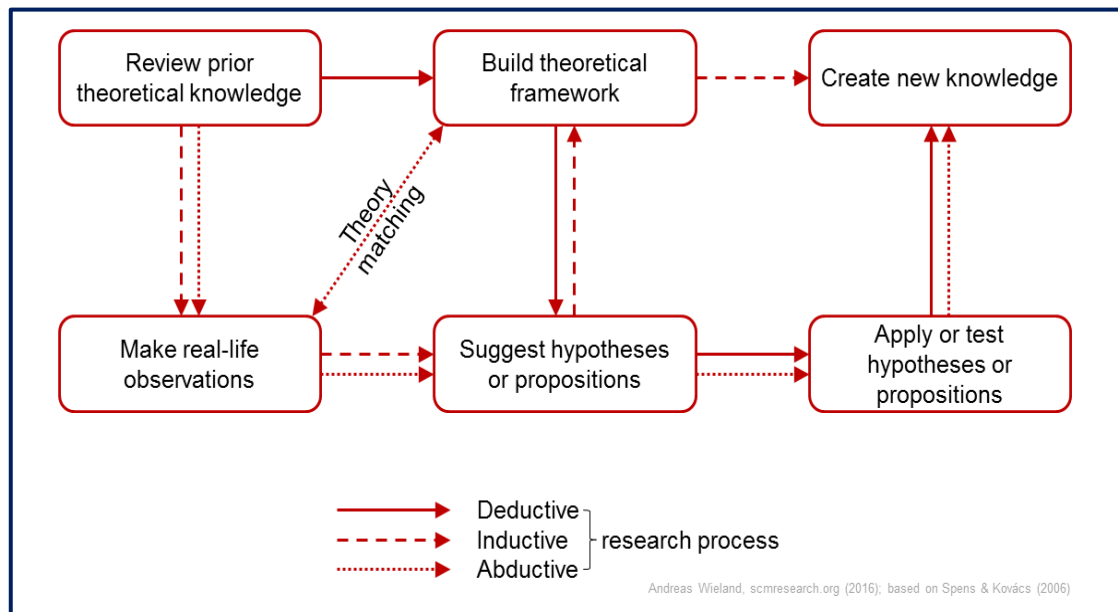 Review prior
theoretical knowledge
Build theoretical
framework
Create new knowledge
Theory
matching
Make real-life
observations
Suggest hypotheses
or propositions
Apply or test
hypotheses or
propositions
Deductive
Inductive
Abductive
research process
Andreas Wieland, scmresearch.org (2016); based on Spens & Kovács (2006)